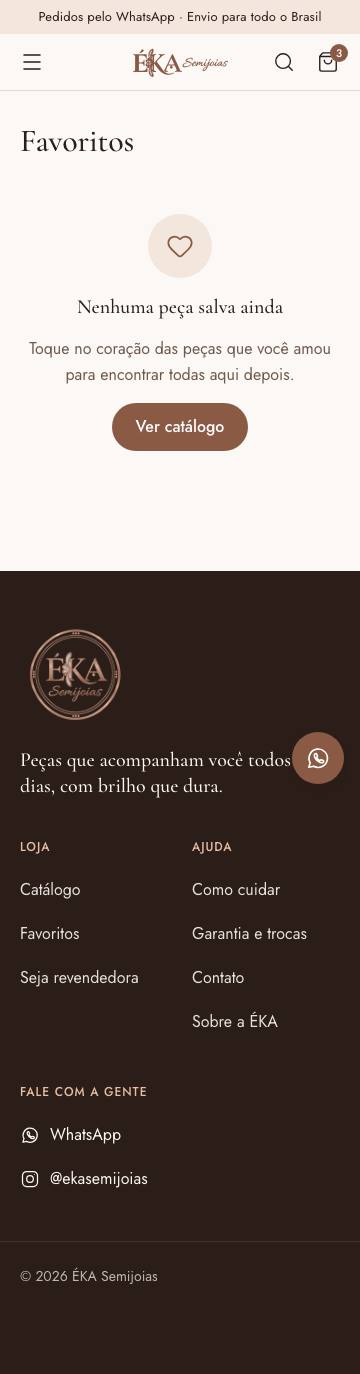 Pedidos pelo WhatsApp · Envio para todo o Brasil
ÉKA Semijoias
3
Favoritos
Nenhuma peça salva ainda
Toque no coração das peças que você amou
para encontrar todas aqui depois.
Ver catálogo
ÉKA
Semijoias
Peças que acompanham você todos
dias, com brilho que dura.
LOJA
AJUDA
Catálogo
Como cuidar
Favoritos
Garantia e trocas
Seja revendedora
Contato
Sobre a ÉKA
FALE COM A GENTE
WhatsApp
@ekasemijoias
© 2026 ÉKA Semijoias